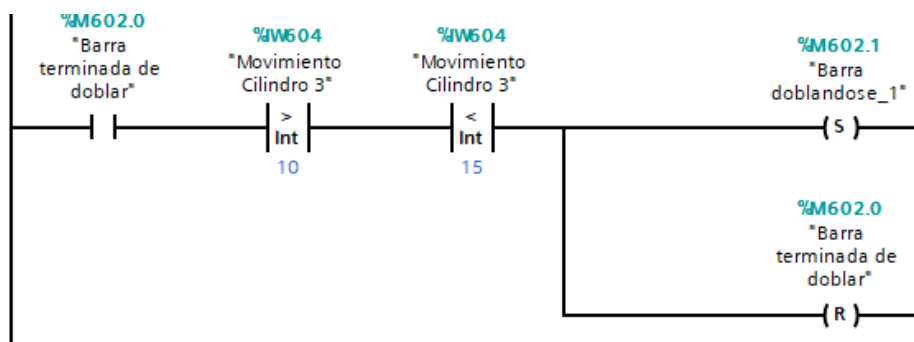 %M602.0
"Barra
terminada de
doblar"
%IW604
"Movimiento
Cilindro 3"
>
Int
10
%IW604
"Movimiento
Cilindro 3"
<
Int
15
%M602.1
"Barra
doblandose_1"
S
%M602.0
"Barra
terminada de
doblar"
R